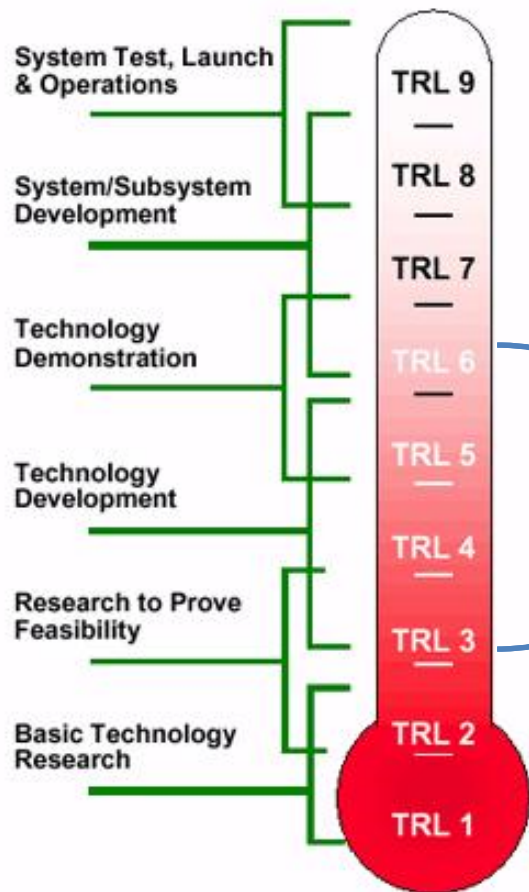 System Test, Launch
& Operations
System/Subsystem
Development
Technology
Demonstration
Technology
Development
Research to Prove
Feasibility
Basic Technology
Research
TRL 9
TRL 8
TRL 7
TRL 6
TRL 5
TRL 4
TRL 3
TRL 2
TRL 1